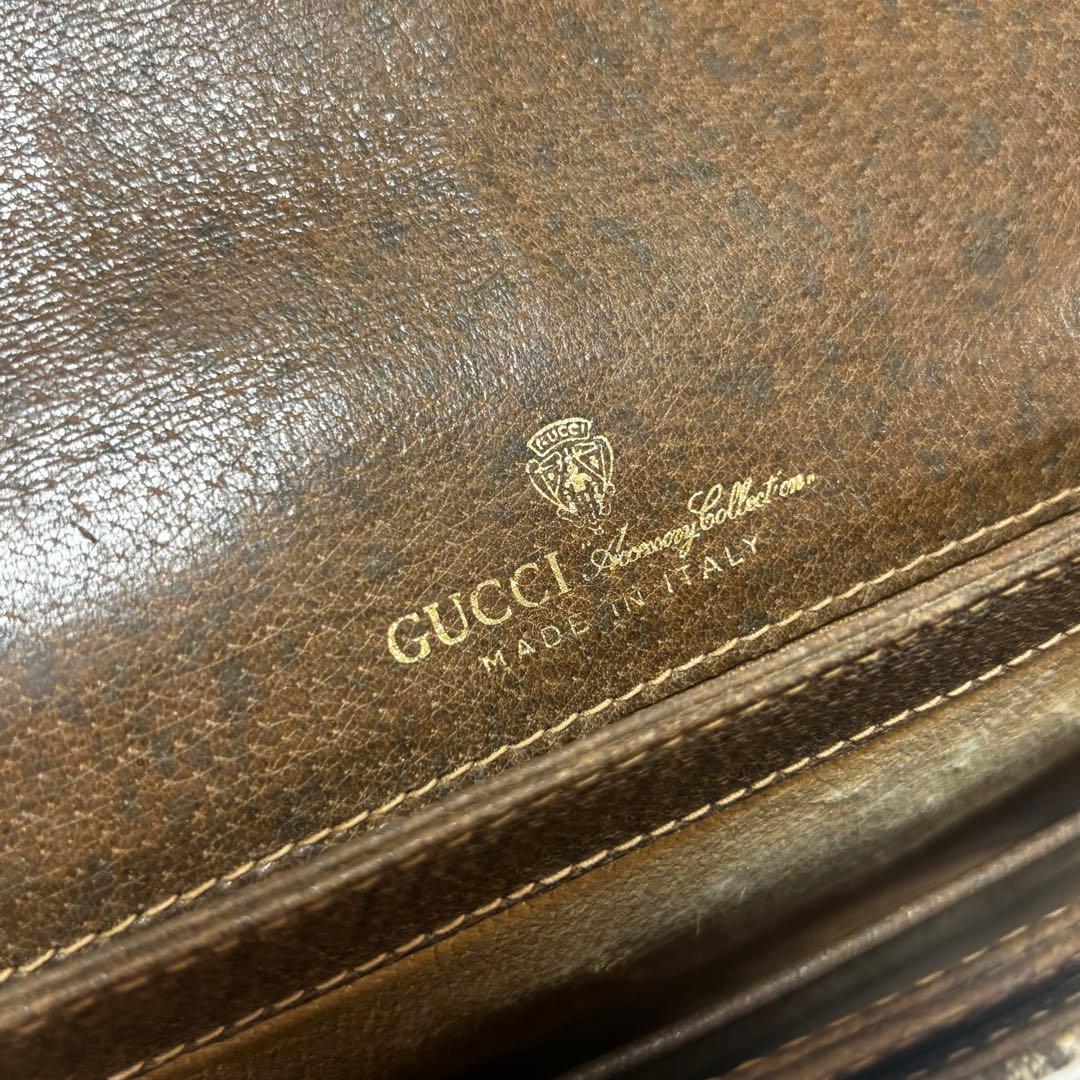 GUCCI
GUCCI "Accessory Collection"
MADE IN ITALY